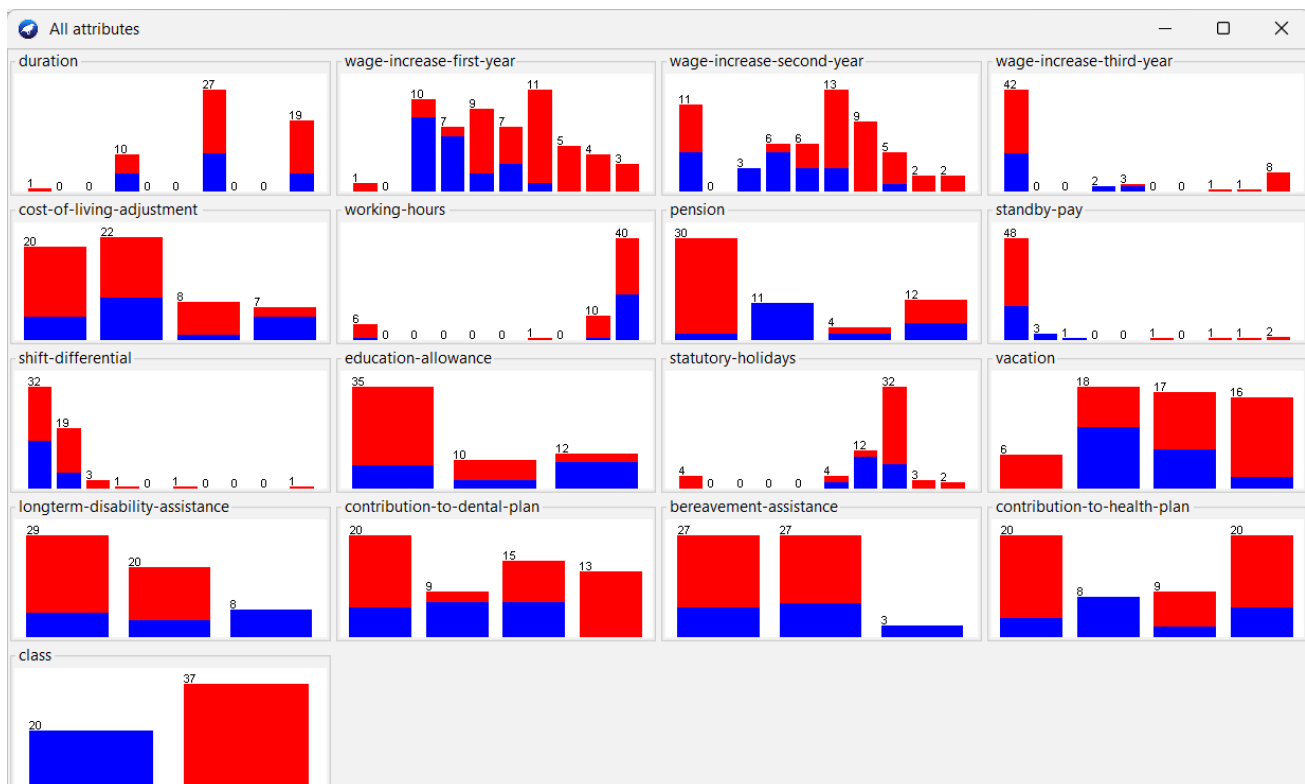 All attributes
duration
27
19
10
1 0 0 0 0 0 0
wage-increase-first-year
11
10
9
7 7
5
4
3
1 0
wage-increase-second-year
13
11
9
6 6
5
3
2 2
0
wage-increase-third-year
42
8
0 0 2 3 0 0 1 1
cost-of-living-adjustment
20 22
8 7
working-hours
40
10
6
0 0 0 0 0 1 0
pension
30
11 12
4
standby-pay
48
3 1 0 0 1 0 1 1 2
shift-differential
32
19
3 1 0 1 0 0 0 1
education-allowance
35
10 12
statutory-holidays
32
12
4 0 0 0 0 4 3 2
vacation
18 17 16
6
longterm-disability-assistance
29
20
8
contribution-to-dental-plan
20
15
13
9
bereavement-assistance
27 27
3
contribution-to-health-plan
20 20
8 9
class
37
20